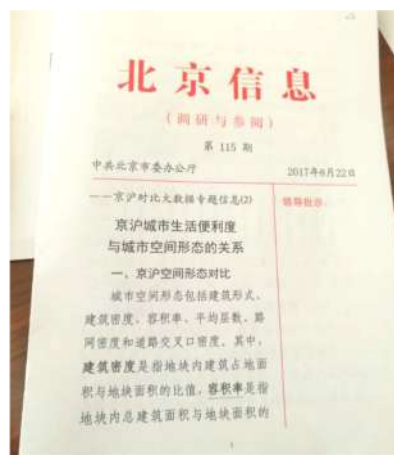 北京信息
（调研与参阅）
第 115 期
中共北京市委办公厅 2017年8月22日
——京沪对比大数据专题信息(2)
领导批示：
京沪城市生活便利度
与城市空间形态的关系
一、京沪空间形态对比
城市空间形态包括建筑形式、
建筑密度、容积率、平均层数、路
网密度和道路交叉口密度。其中，
建筑密度是指地块内建筑占地面
积与地块面积的比值，容积率是指
地块内总建筑面积与地块面积的
1